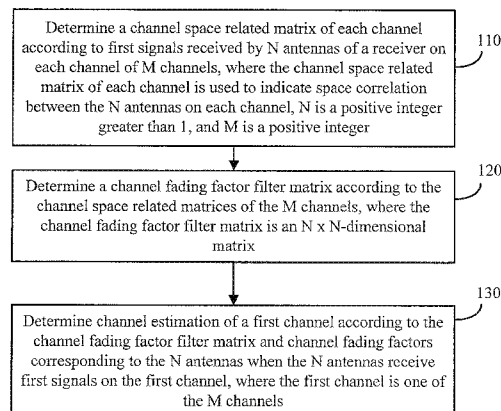 Determine a channel space related matrix of each channel
according to first signals received by N antennas of a receiver on
each channel of M channels, where the channel space related
matrix of each channel is used to indicate space correlation
between the N antennas on each channel, N is a positive integer
greater than 1, and M is a positive integer
110
Determine a channel fading factor filter matrix according to the
channel space related matrices of the M channels, where the
channel fading factor filter matrix is an N x N-dimensional
matrix
120
Determine channel estimation of a first channel according to the
channel fading factor filter matrix and channel fading factors
corresponding to the N antennas when the N antennas receive
first signals on the first channel, where the first channel is one of
the M channels
130